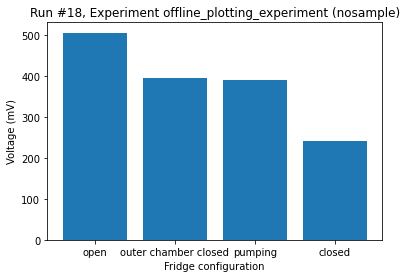 Run #18, Experiment offline_plotting_experiment (nosample)
500
400
300
200
100
0
Voltage (mV)
open outer chamber closed pumping closed
Fridge configuration